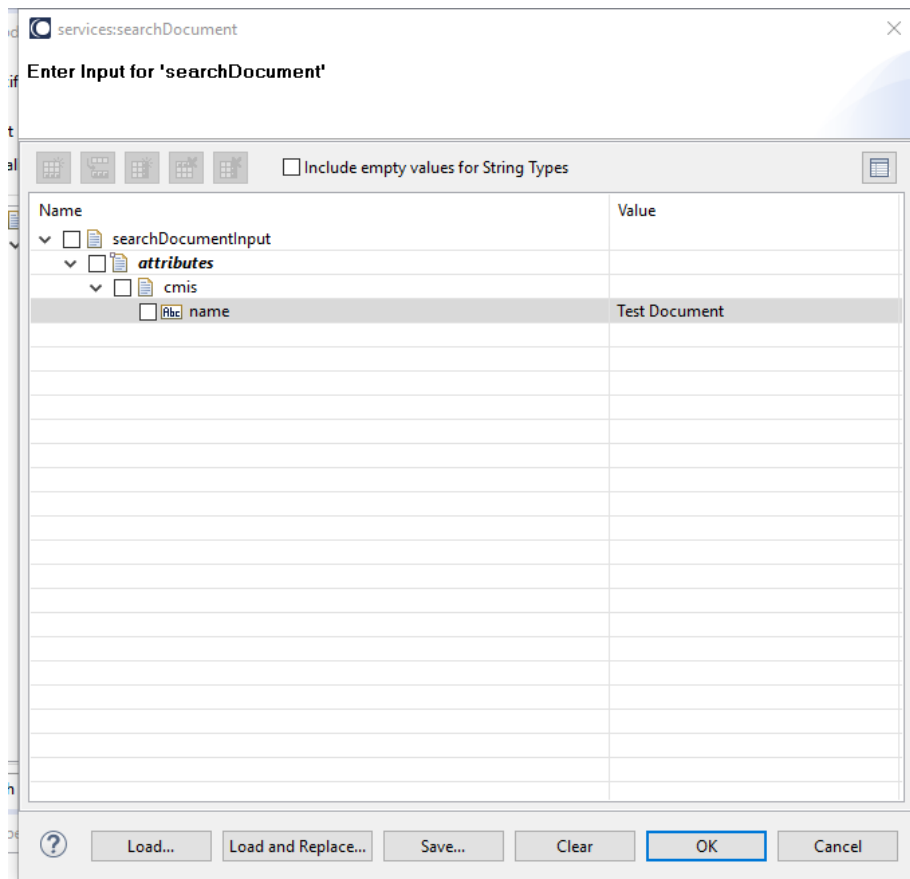 services:searchDocument
Enter Input for 'searchDocument'
Include empty values for String Types
Name Value
searchDocumentInput
attributes
cmis
Abc name Test Document
? Load... Load and Replace... Save... Clear OK Cancel